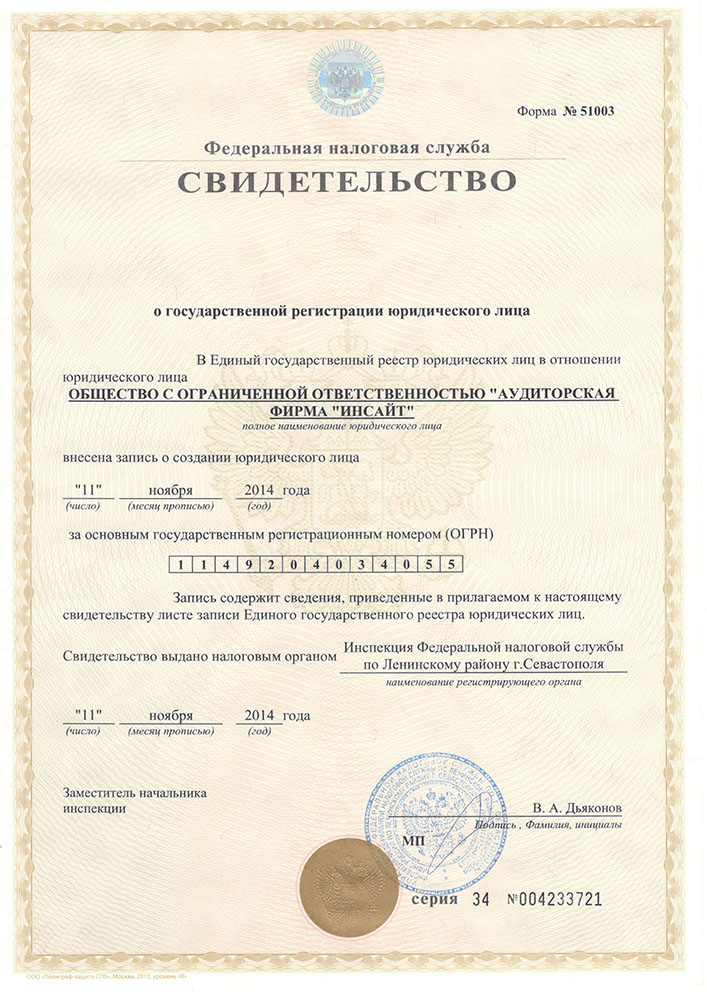 Форма № 51003
Федеральная налоговая служба
СВИДЕТЕЛЬСТВО
о государственной регистрации юридического лица
В Единый государственный реестр юридических лиц в отношении
юридического лица
ОБЩЕСТВО С ОГРАНИЧЕННОЙ ОТВЕТСТВЕННОСТЬЮ "АУДИТОРСКАЯ
ФИРМА "ИНСАЙТ"
полное наименование юридического лица
внесена запись о создании юридического лица
"11" ноября 2014 года
(число) (месяц прописью) (год)
за основным государственным регистрационным номером (ОГРН)
1 1 4 9 2 0 4 0 3 4 0 5 5
Запись содержит сведения, приведенные в прилагаемом к настоящему
свидетельству листе записи Единого государственного реестра юридических лиц.
Свидетельство выдано налоговым органом Инспекция Федеральной налоговой службы
по Ленинскому району г.Севастополя
наименование регистрирующего органа
"11" ноября 2014 года
(число) (месяц прописью) (год)
Заместитель начальника
инспекции
В. А. Дьяконов
Подпись , Фамилия, инициалы
МП
серия 34 №004233721
Москва, 2013, уровень «В»